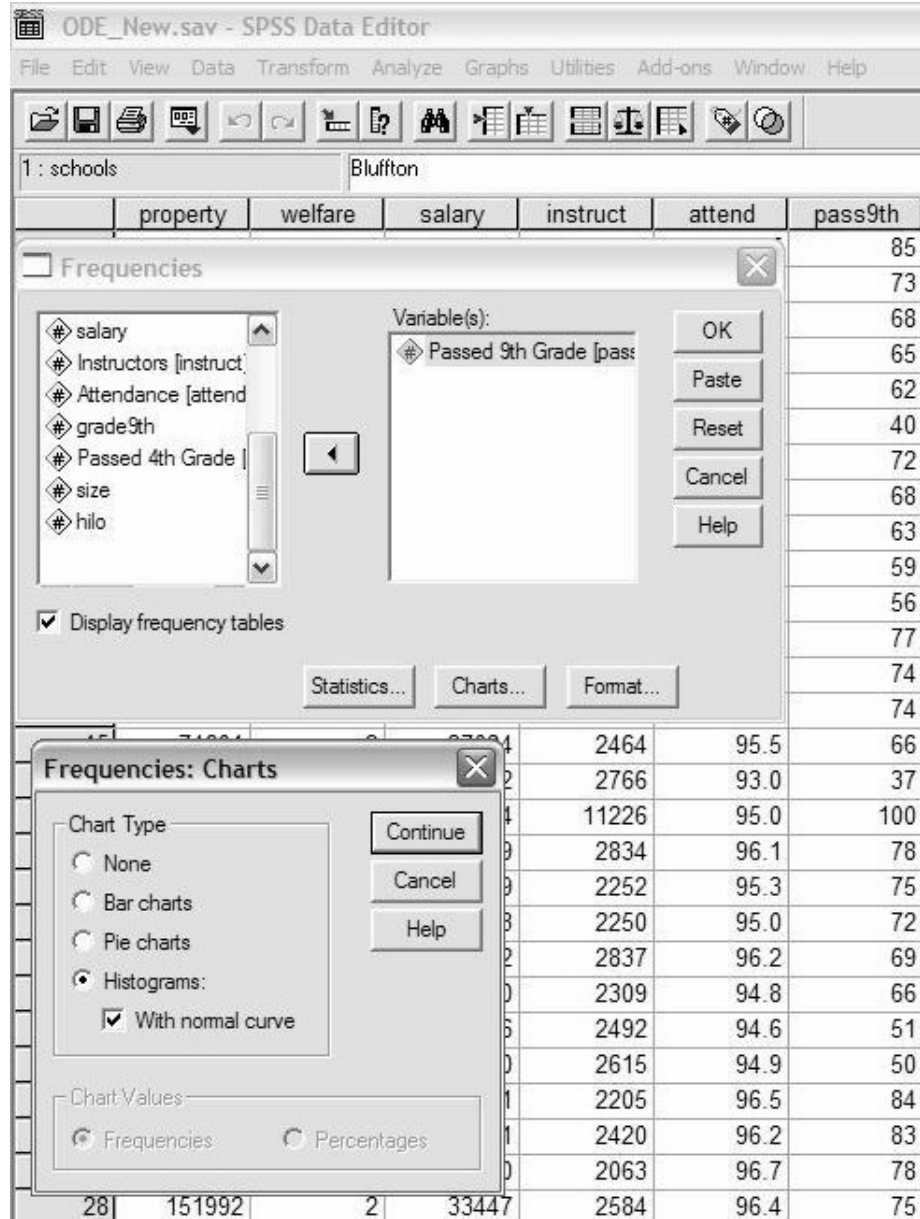 ODE_New.sav - SPSS Data Editor
File Edit View Data Transform Analyze Graphs Utilities Add-ons Window Help
1 : schools Bluffton
property welfare salary instruct attend pass9th
85
Frequencies
73
68
65
62
40
72
68
63
59
56
77
74
74
salary
Instructors [instruct]
Attendance [attend
grade9th
Passed 4th Grade [
size
hilo
Variable(s):
Passed 9th Grade [pass
OK
Paste
Reset
Cancel
Help
Display frequency tables
Statistics... Charts... Format...
2464 95.5 66
2766 93.0 37
11226 95.0 100
2834 96.1 78
2252 95.3 75
2250 95.0 72
2837 96.2 69
2309 94.8 66
2492 94.6 51
2615 94.9 50
2205 96.5 84
2420 96.2 83
2063 96.7 78
28 151992 2 33447 2584 96.4 75
Frequencies: Charts
Chart Type
None
Bar charts
Pie charts
Histograms:
With normal curve
Continue
Cancel
Help
Chart Values
Frequencies Percentages